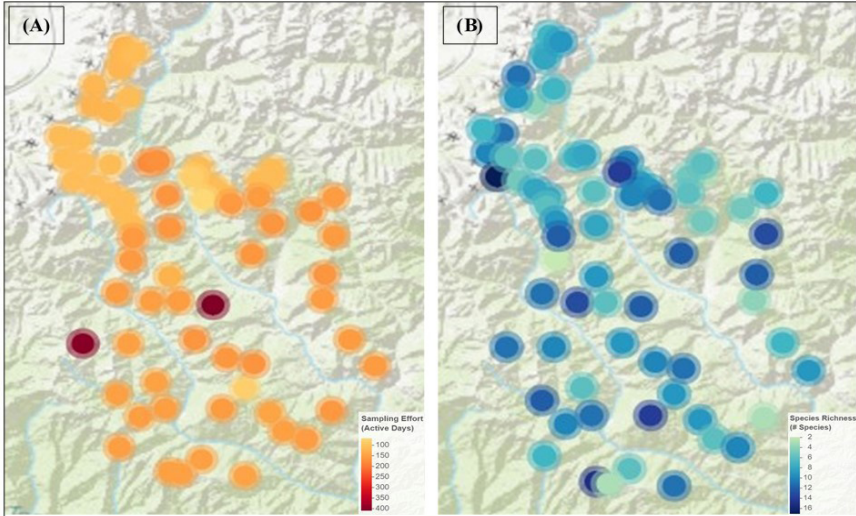 (A)
Sampling Effort
(Active Days)
100
150
200
250
300
350
400
(B)
Species Richness
(# Species)
2
4
6
8
10
12
14
16